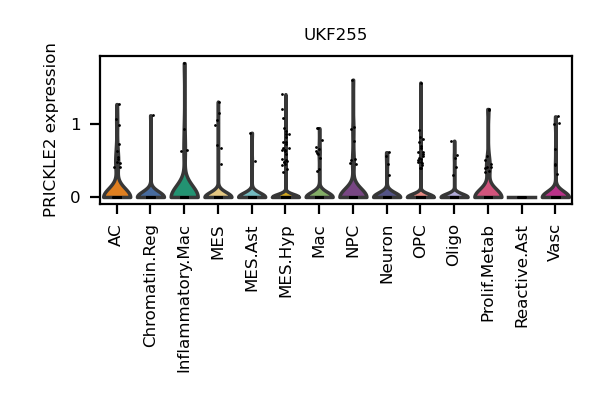 UKF255
PRICKLE2 expression
1
0
AC
Chromatin.Reg
Inflammatory.Mac
MES
MES.Ast
MES.Hyp
Mac
NPC
Neuron
OPC
Oligo
Prolif.Metab
Reactive.Ast
Vasc